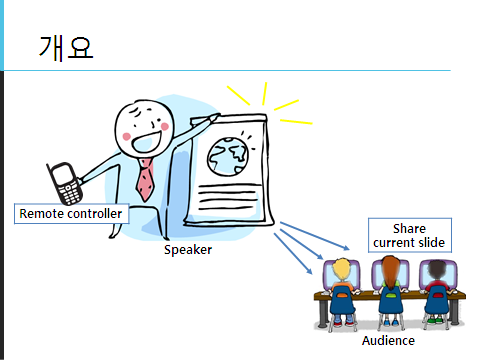 개요
Remote controller
Speaker
Share
current slide
Audience